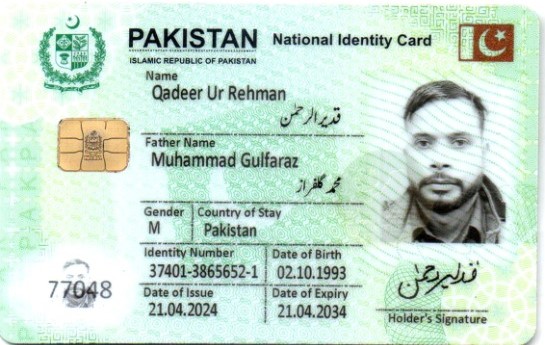 PAKISTAN National Identity Card
ISLAMIC REPUBLIC OF PAKISTAN
Name
Qadeer Ur Rehman
قدیر الرحمٰن
Father Name
Muhammad Gulfaraz
محمد گلفراز
Gender Country of Stay
M Pakistan
Identity Number Date of Birth
37401-3865652-1 02.10.1993
Date of Issue Date of Expiry
21.04.2024 21.04.2034
77048
قدیر رحمٰن
Holder's Signature